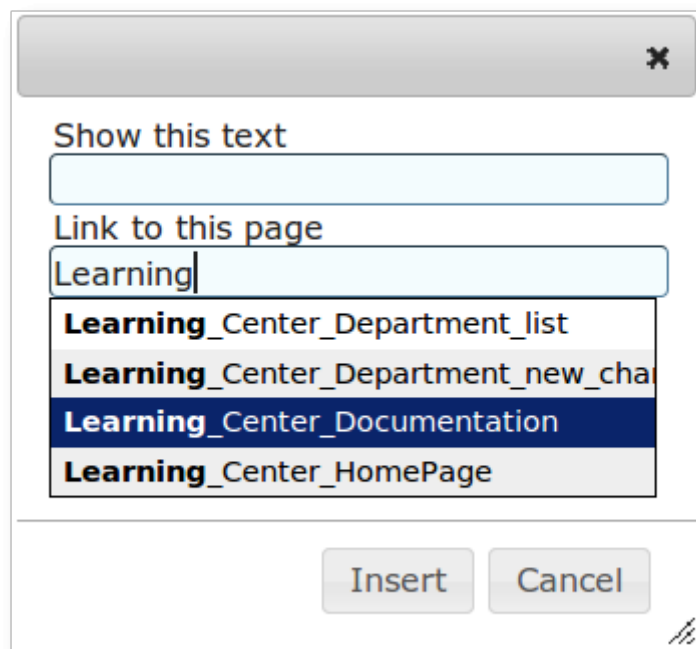 Show this text
Link to this page
Learning
Learning_Center_Department_list
Learning_Center_Department_new_cha
Learning_Center_Documentation
Learning_Center_HomePage
Insert Cancel